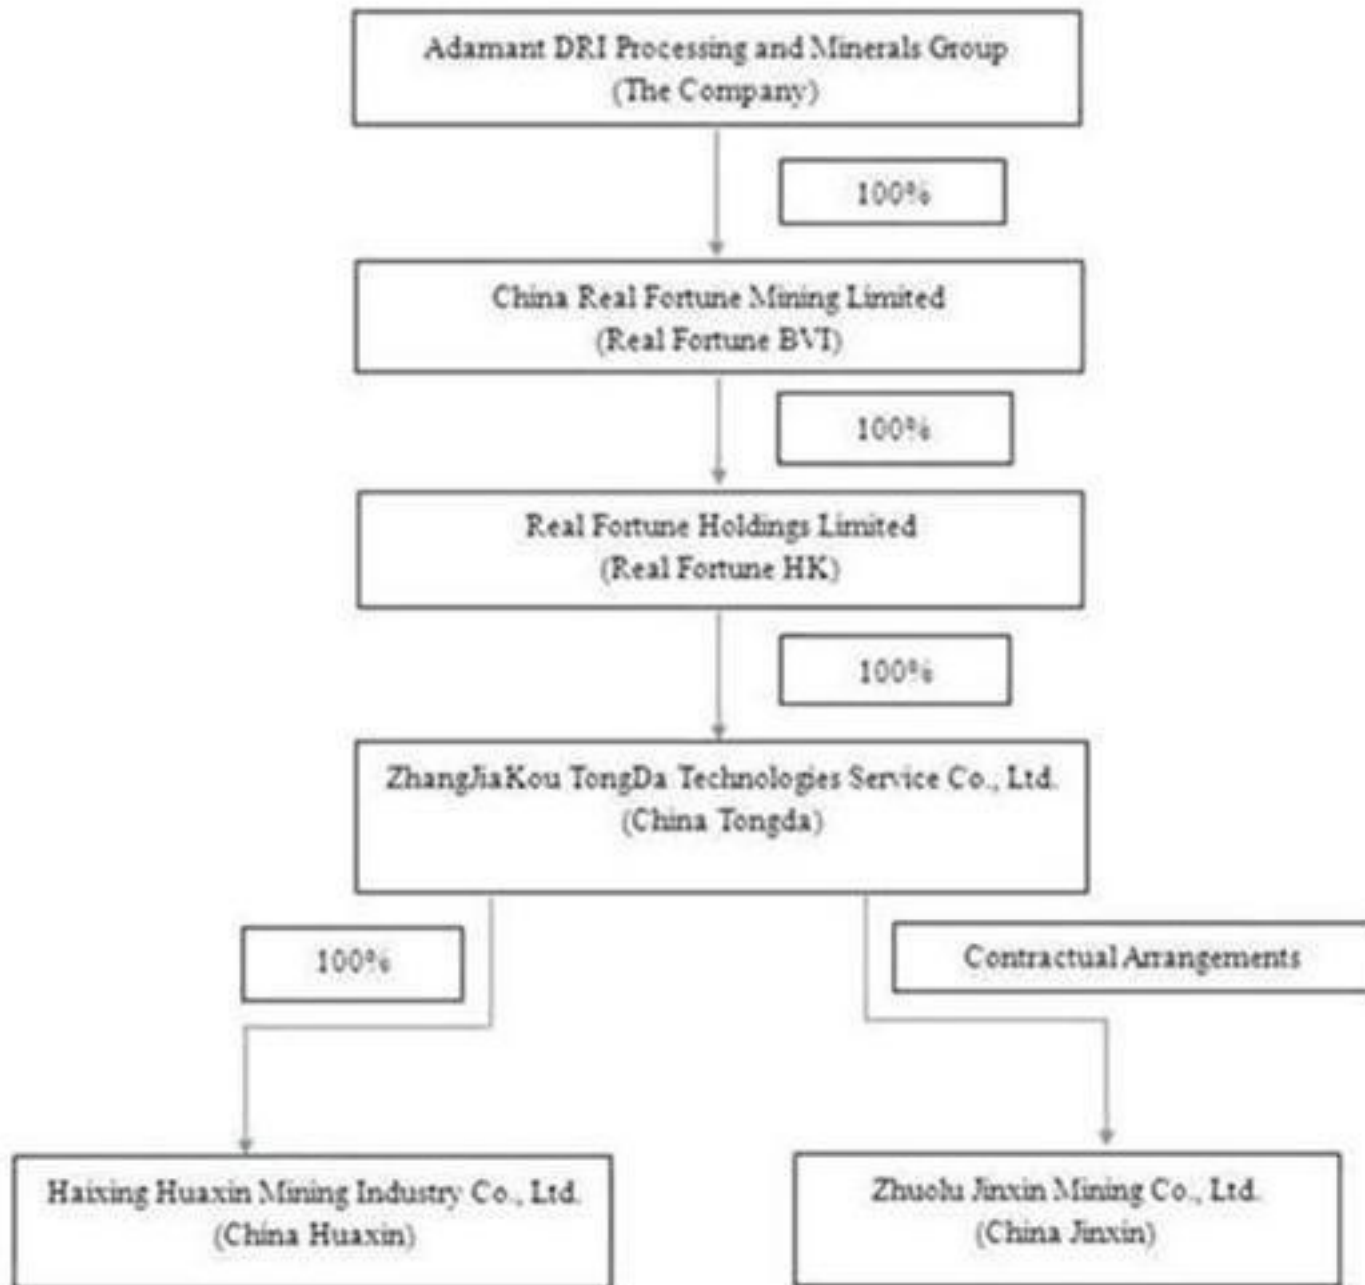 Adamant DRI Processing and Minerals Group
(The Company)
100%
China Real Fortune Mining Limited
(Real Fortune BVI)
100%
Real Fortune Holdings Limited
(Real Fortune HK)
100%
ZhangJiaKou TongDa Technologies Service Co., Ltd.
(China Tongda)
100%
Contractual Arrangements
Haixing Huaxin Mining Industry Co., Ltd.
(China Huaxin)
Zhuolu Jinxin Mining Co., Ltd.
(China Jinxin)